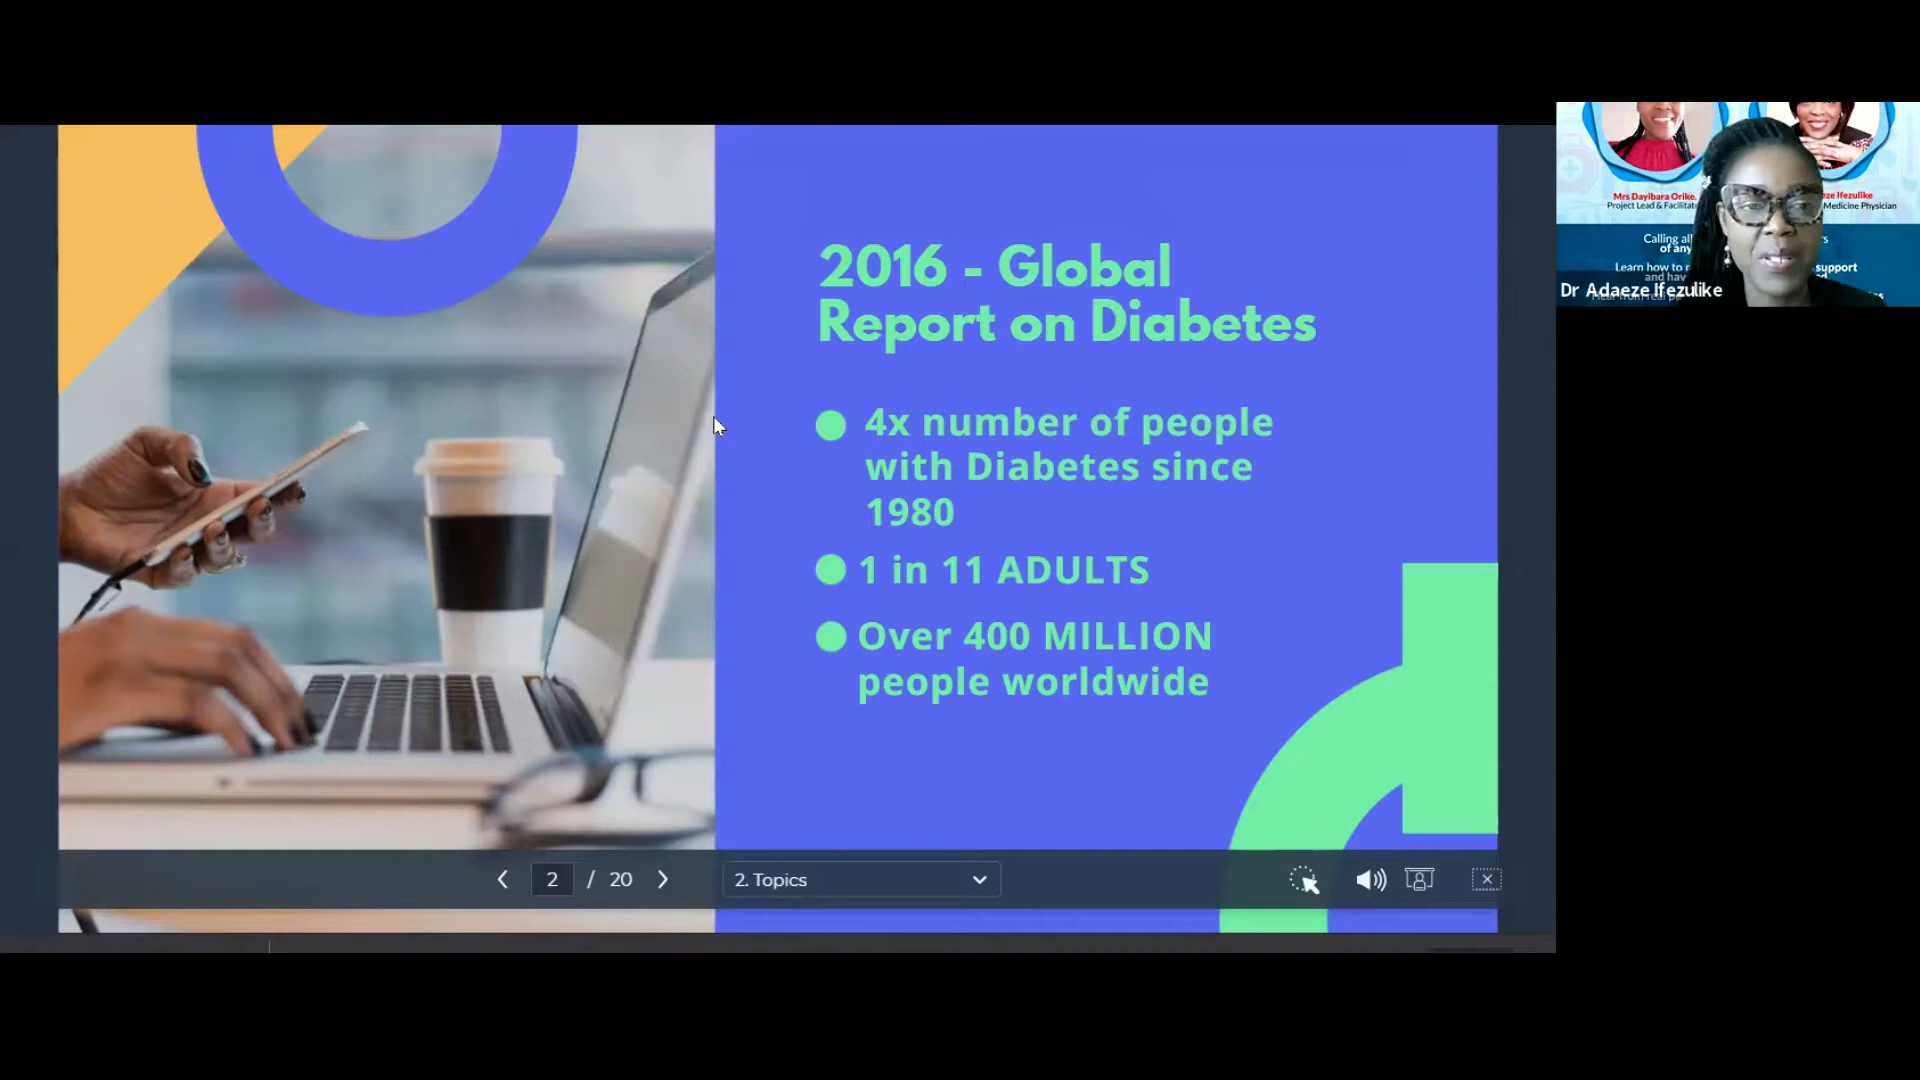 2016 - Global
Report on Diabetes
4x number of people
with Diabetes since
1980
1 in 11 ADULTS
Over 400 MILLION
people worldwide
2 / 20
2. Topics
Mrs Dayibara Orike
Project Lead & Facilitat
eze Ifezulike
Medicine Physician
Calling all
of any
Learn how to
support
and hav
Dr Adaeze Ifezulike